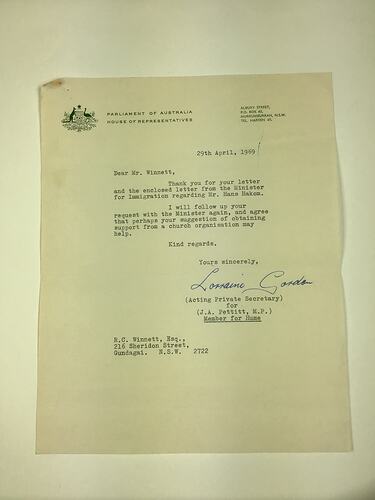 PARLIAMENT OF AUSTRALIA
HOUSE OF REPRESENTATIVES
ALBURY STREET,
P.O. BOX 42,
MURRUMBURRAH, N.S.W.
TEL. HARDEN
29th April, 1969
Dear Mr. Winnett,
Thank you for your letter
and the enclosed letter from the Minister
for Immigration regarding Mr. Hans Hakom.
I will follow up your
request with the Minister again, and agree
that perhaps your suggestion of obtaining
support from a church organisation may
help.
Kind regards.
Yours sincerely,
Lorraine Gordon
(Acting Private Secretary)
for
(J.A. Pettitt, M.P.)
Member for Hume
R.C. Winnett, Esq.,
216 Sheridon Street,
Gundagai. N.S.W. 2722